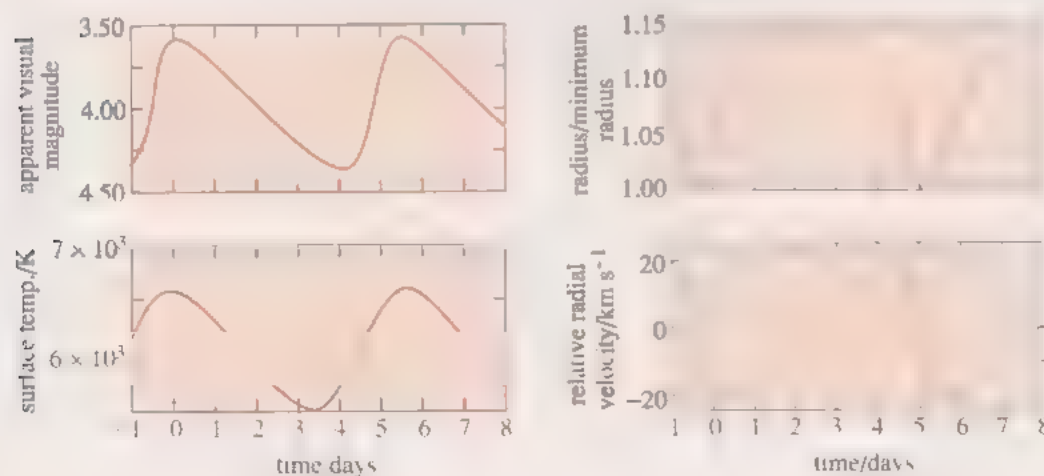 3.50
4.00
4.50
apparent visual
magnitude
1.15
1.10
1.05
1.00
radius/minimum
radius
7 × 10³
6 × 10³
surface temp./K
1 0 1 2 3 4 5 6 7 8
time days
20
0
−20
relative radial
velocity/km s⁻¹
1 0 1 2 3 4 5 6 7 8
time/days